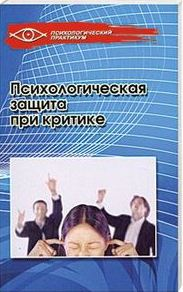 ПСИХОЛОГИЧЕСКИЙ
ПРАКТИКУМ
Психологическая
защита
при критике